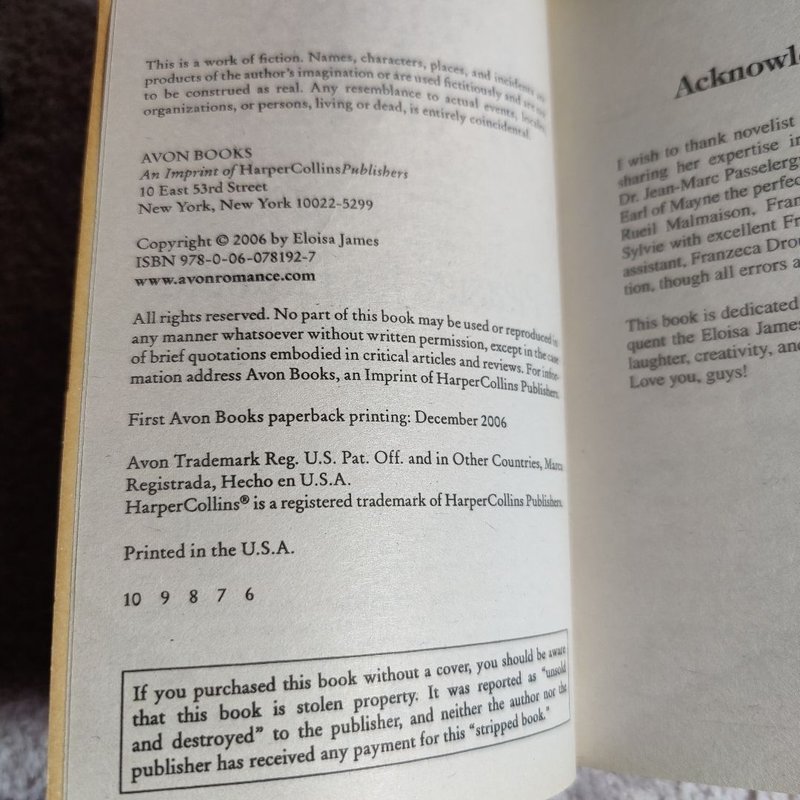 This is a work of fiction. Names, characters, places, and incidents are
products of the author's imagination or are used fictitiously and are not
to be construed as real. Any resemblance to actual events, locales,
organizations, or persons, living or dead, is entirely coincidental.
AVON BOOKS
An Imprint of HarperCollinsPublishers
10 East 53rd Street
New York, New York 10022-5299
Copyright © 2006 by Eloisa James
ISBN 978-0-06-078192-7
www.avonromance.com
All rights reserved. No part of this book may be used or reproduced in
any manner whatsoever without written permission, except in the case
of brief quotations embodied in critical articles and reviews. For infor-
mation address Avon Books, an Imprint of HarperCollins Publishers.
First Avon Books paperback printing: December 2006
Avon Trademark Reg. U.S. Pat. Off. and in Other Countries, Marca
Registrada, Hecho en U.S.A.
HarperCollins® is a registered trademark of HarperCollins Publishers.
Printed in the U.S.A.
10 9 8 7 6
If you purchased this book without a cover, you should be aware
that this book is stolen property. It was reported as "unsold
and destroyed" to the publisher, and neither the author nor the
publisher has received any payment for this "stripped book."
Acknowl
I wish to thank novelist
sharing her expertise in
Dr. Jean-Marc Passelergu
Earl of Mayne the perfec
Rueil Malmaison, Fran
Sylvie with excellent Fr
assistant, Franzeca Drou
tion, though all errors a
This book is dedicated
quent the Eloisa James
laughter, creativity, and
Love you, guys!